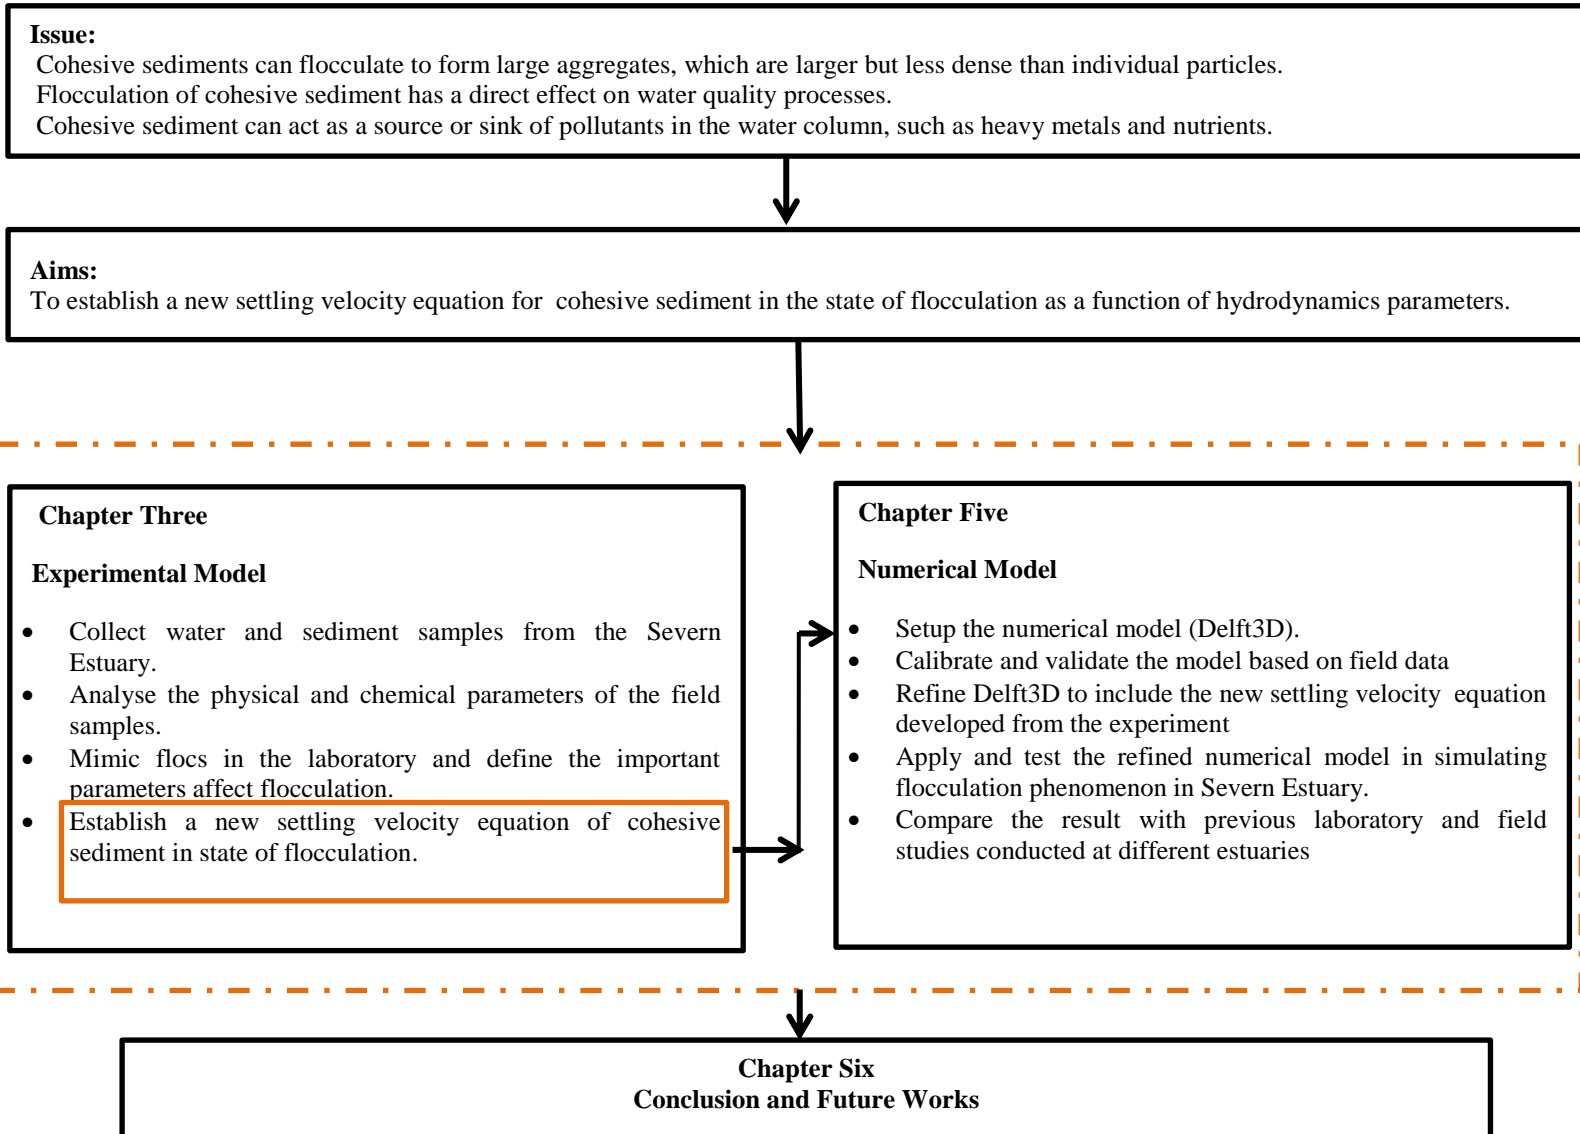 Issue:
Cohesive sediments can flocculate to form large aggregates, which are larger but less dense than individual particles.
Flocculation of cohesive sediment has a direct effect on water quality processes.
Cohesive sediment can act as a source or sink of pollutants in the water column, such as heavy metals and nutrients.
Aims:
To establish a new settling velocity equation for cohesive sediment in the state of flocculation as a function of hydrodynamics parameters.
Chapter Three
Experimental Model
• Collect water and sediment samples from the Severn
Estuary.
• Analyse the physical and chemical parameters of the field
samples.
• Mimic flocs in the laboratory and define the important
parameters affect flocculation.
• Establish a new settling velocity equation of cohesive
sediment in state of flocculation.
Chapter Five
Numerical Model
• Setup the numerical model (Delft3D).
• Calibrate and validate the model based on field data
• Refine Delft3D to include the new settling velocity equation
developed from the experiment
• Apply and test the refined numerical model in simulating
flocculation phenomenon in Severn Estuary.
• Compare the result with previous laboratory and field
studies conducted at different estuaries
Chapter Six
Conclusion and Future Works